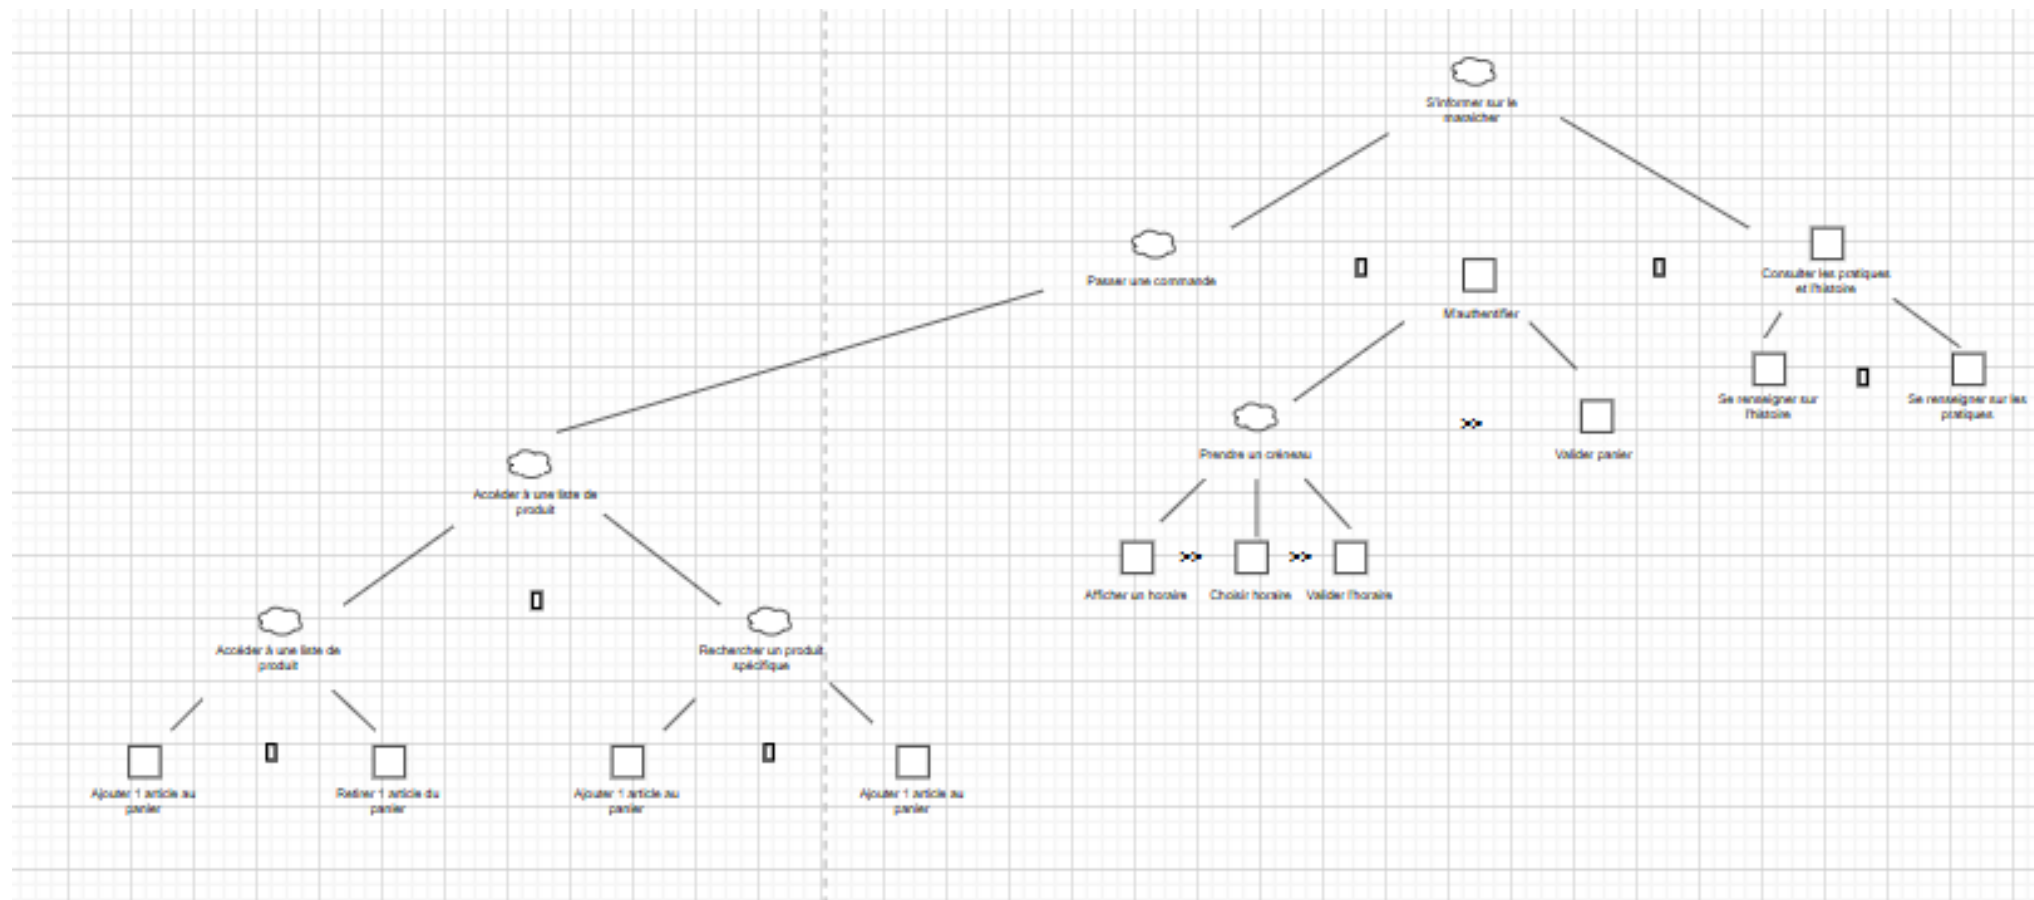 S'informer sur le
maraicher
Passer une commande
M'authentifier
Consulter les pratiques
et l'histoire
Se renseigner sur
l'histoire
Se renseigner sur les
pratiques
Prendre un créneau
>>
Valider panier
Accéder à une liste de
produit
Afficher un horaire
>>
Choisir horaire
>>
Valider l'horaire
Accéder à une liste de
produit
Rechercher un produit
spécifique
Ajouter 1 article au
panier
Retirer 1 article du
panier
Ajouter 1 article au
panier
Ajouter 1 article au
panier